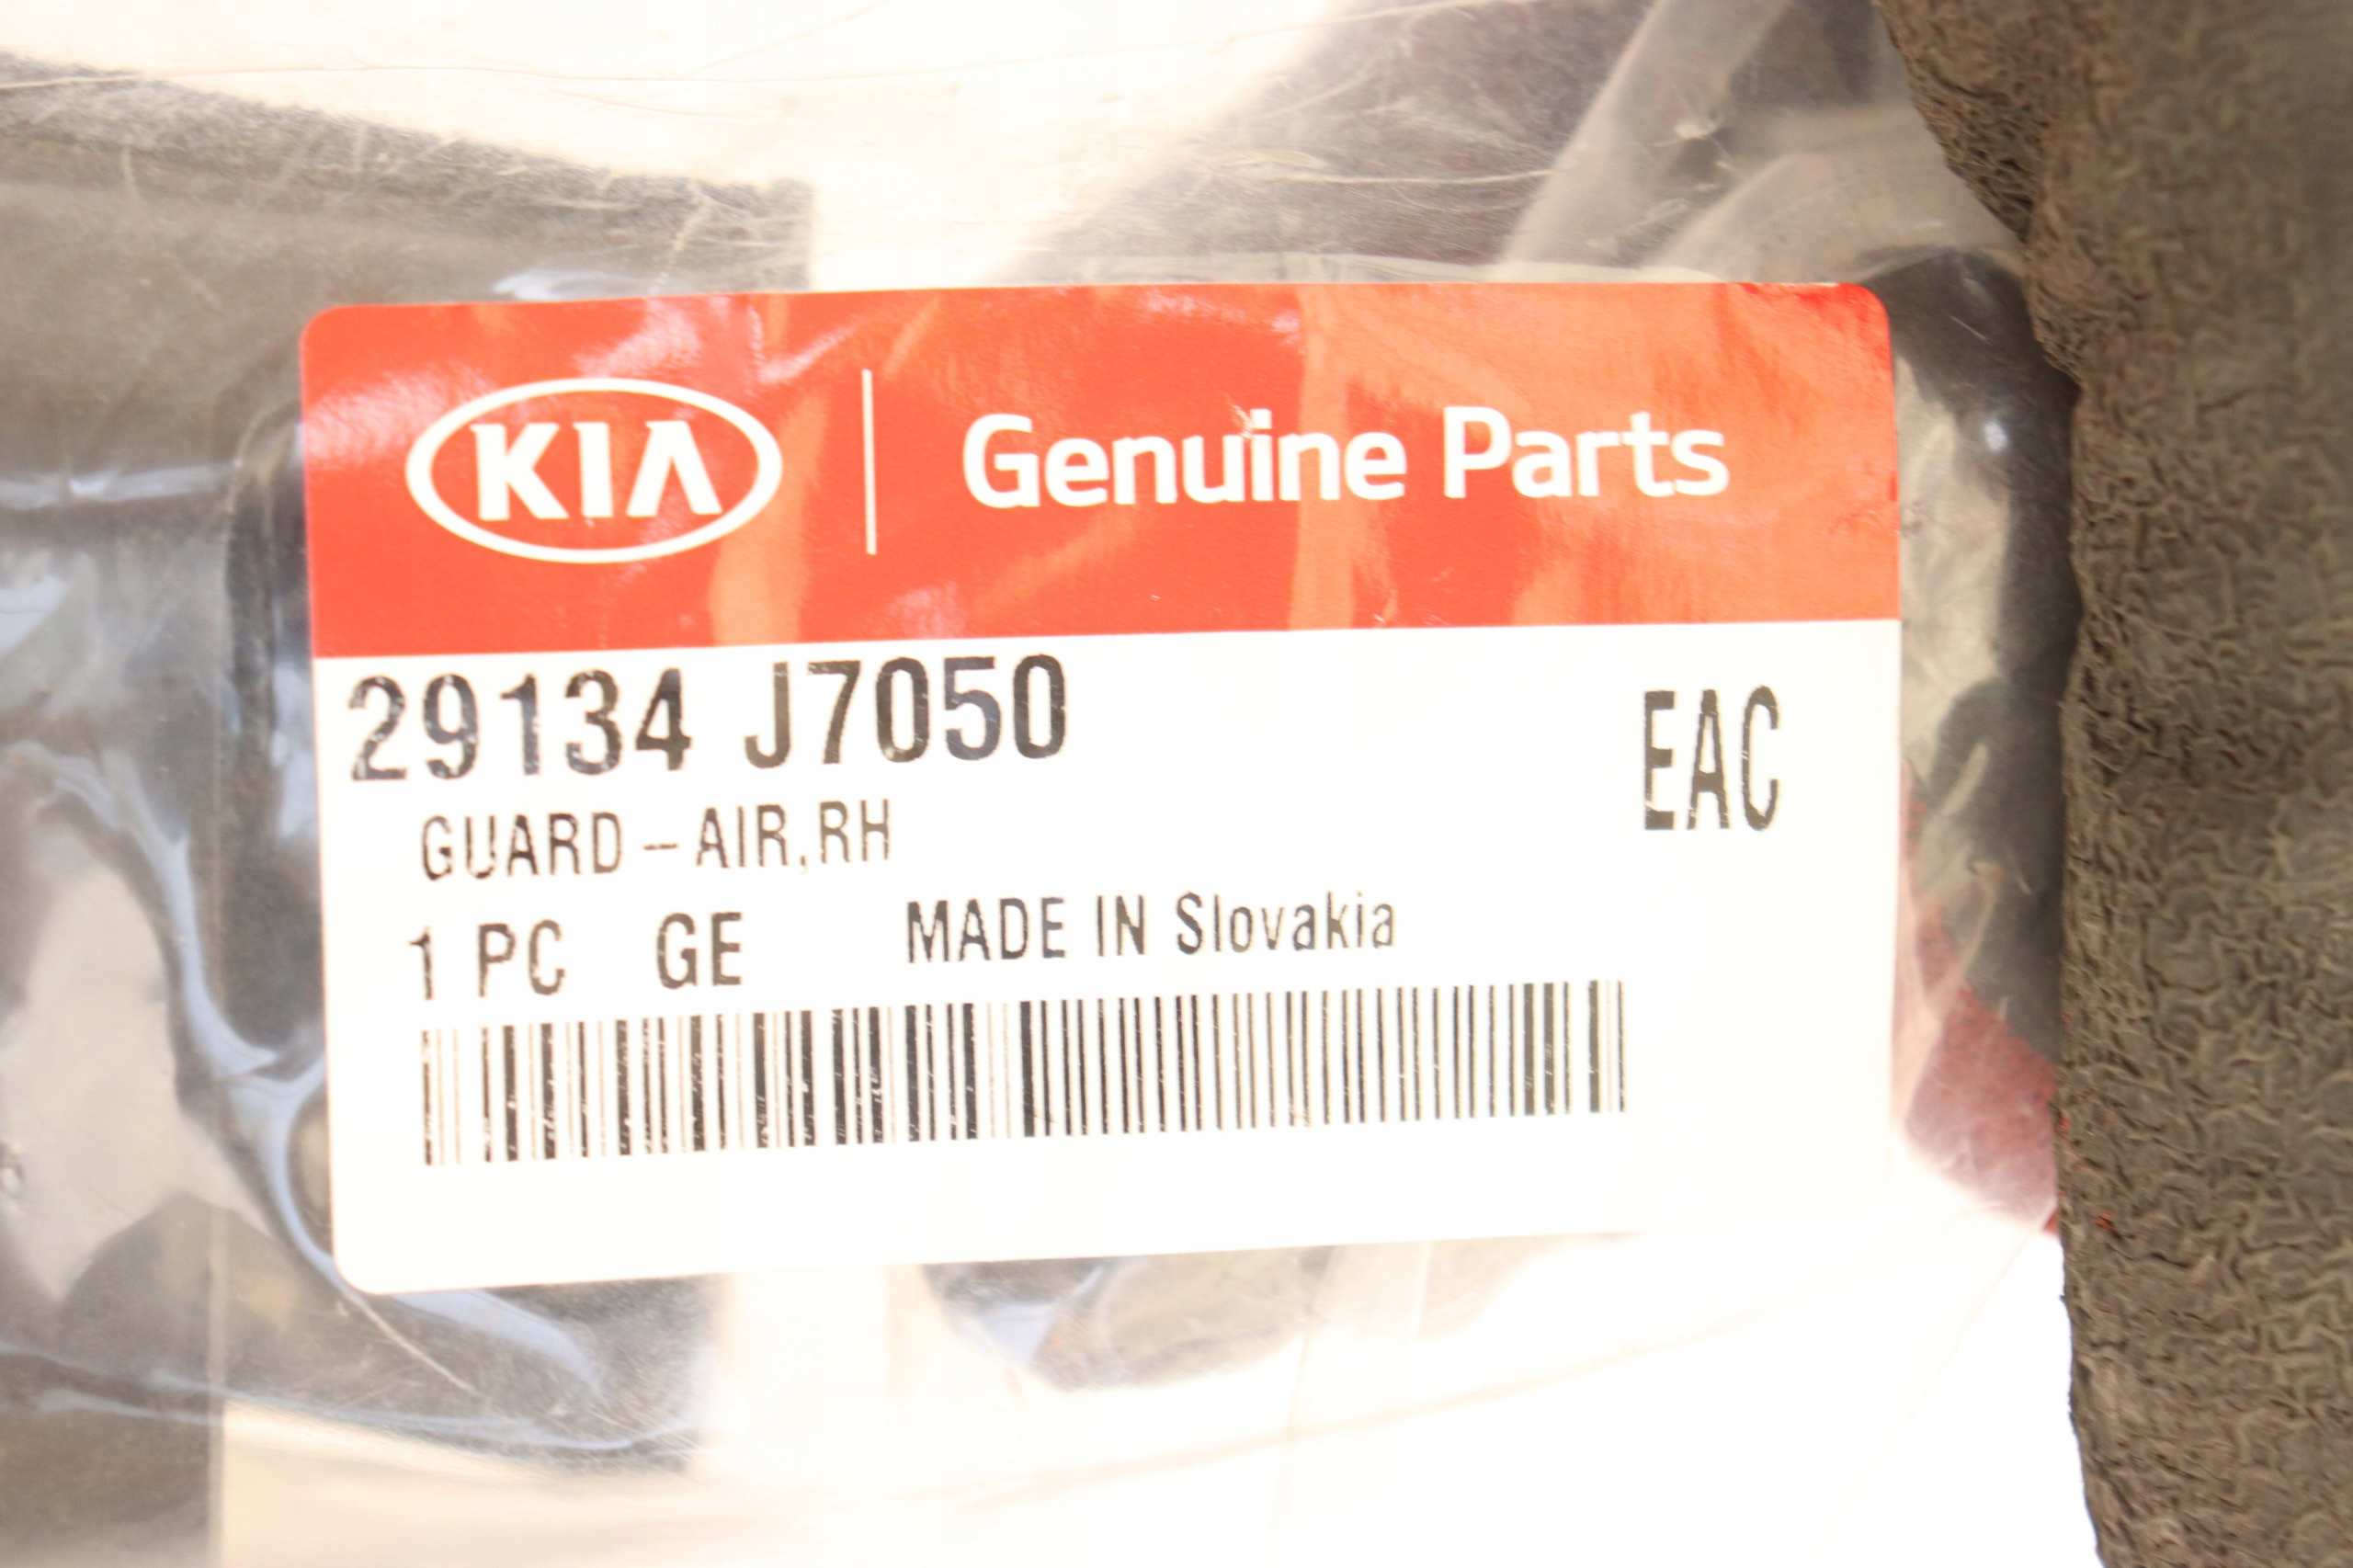 KIA Genuine Parts
29134 J7050
EAC
GUARD-AIR,RH
1 PC GE MADE IN Slovakia